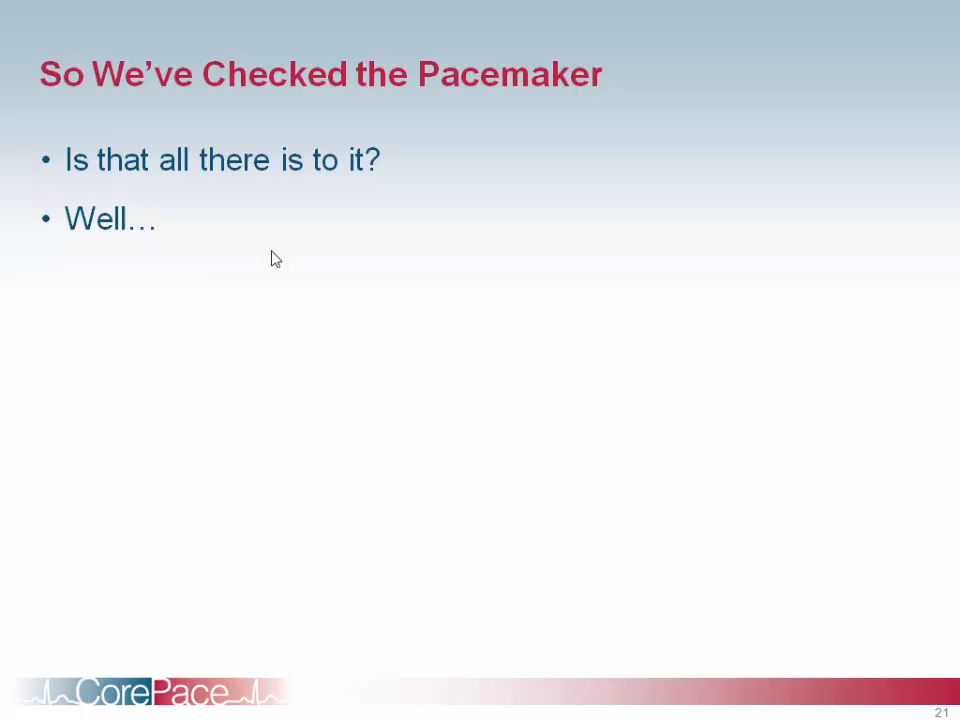 So We've Checked the Pacemaker
• Is that all there is to it?
• Well…
CorePace
21